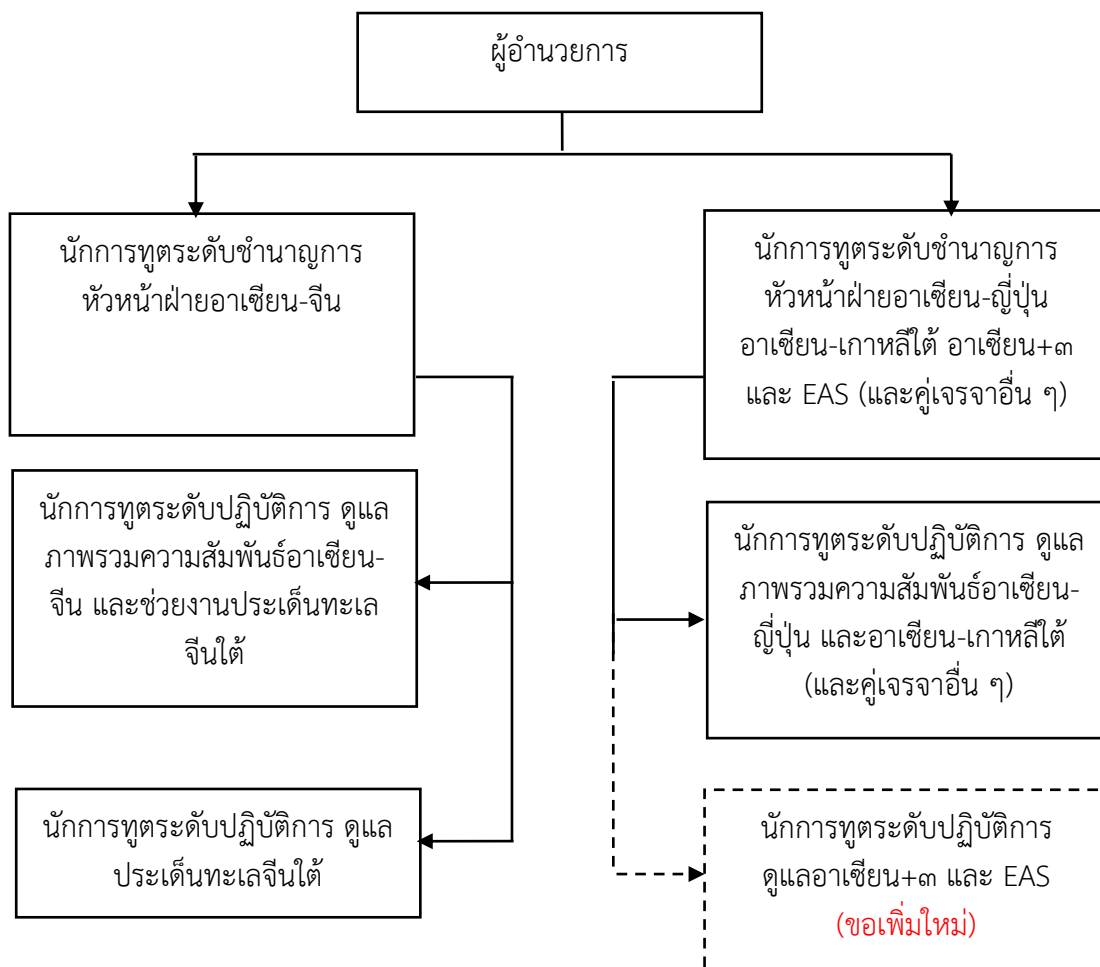 ผู้อำนวยการ
นักการทูตระดับชำนาญการ
หัวหน้าฝ่ายอาเซียน-จีน
นักการทูตระดับชำนาญการ
หัวหน้าฝ่ายอาเซียน-ญี่ปุ่น
อาเซียน-เกาหลีใต้ อาเซียน+๓
และ EAS (และคู่เจรจาอื่น ๆ)
นักการทูตระดับปฏิบัติการ ดูแล
ภาพรวมความสัมพันธ์อาเซียน-
จีน และช่วยงานประเด็นทะเล
จีนใต้
นักการทูตระดับปฏิบัติการ ดูแล
ภาพรวมความสัมพันธ์อาเซียน-
ญี่ปุ่น และอาเซียน-เกาหลีใต้
(และคู่เจรจาอื่น ๆ)
นักการทูตระดับปฏิบัติการ ดูแล
ประเด็นทะเลจีนใต้
นักการทูตระดับปฏิบัติการ
ดูแลอาเซียน+๓ และ EAS
(ขอเพิ่มใหม่)